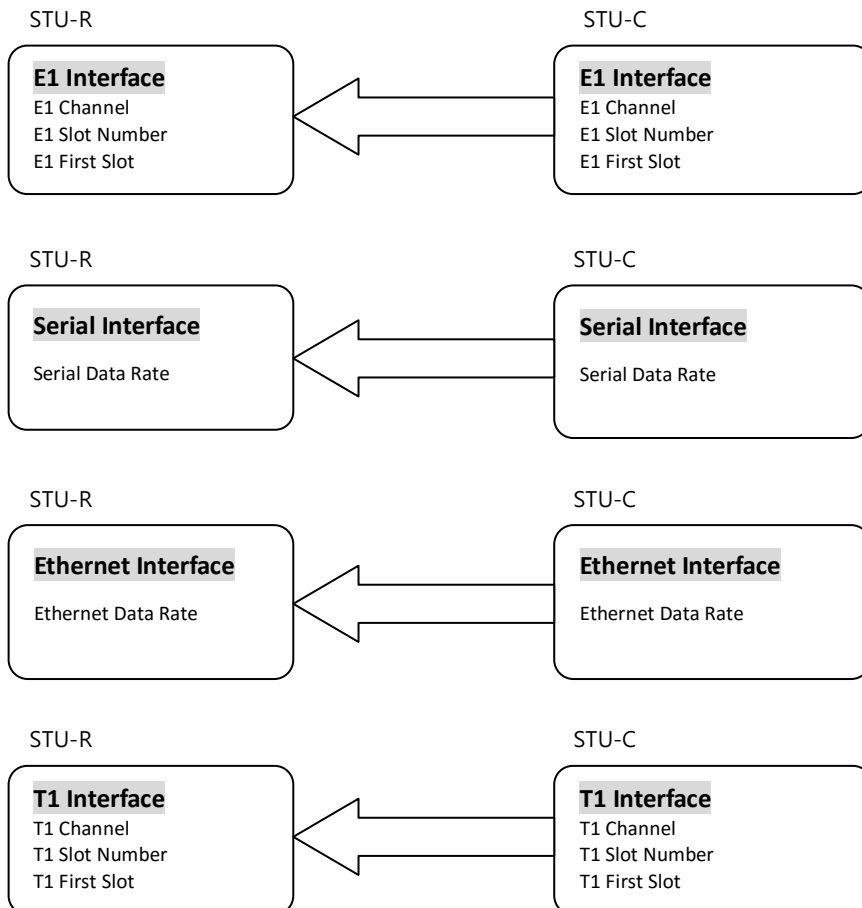 STU-R
STU-C
E1 Interface
E1 Channel
E1 Slot Number
E1 First Slot
E1 Interface
E1 Channel
E1 Slot Number
E1 First Slot
STU-R
STU-C
Serial Interface
Serial Data Rate
Serial Interface
Serial Data Rate
STU-R
STU-C
Ethernet Interface
Ethernet Data Rate
Ethernet Interface
Ethernet Data Rate
STU-R
STU-C
T1 Interface
T1 Channel
T1 Slot Number
T1 First Slot
T1 Interface
T1 Channel
T1 Slot Number
T1 First Slot